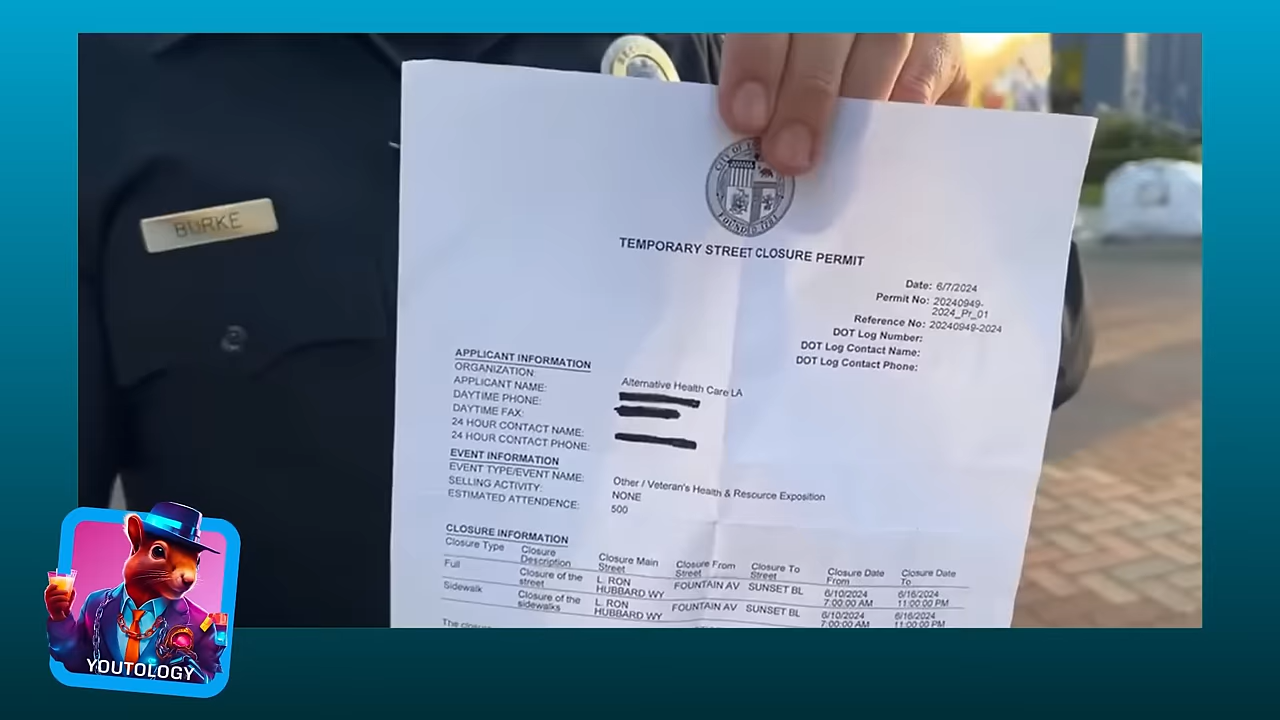 BURKE
CITY OF
FOUNDED 1781
TEMPORARY STREET CLOSURE PERMIT
Date: 6/7/2024
Permit No: 20240949-
2024_Pr_01
Reference No: 20240949-2024
DOT Log Number:
DOT Log Contact Name:
DOT Log Contact Phone:
APPLICANT INFORMATION
ORGANIZATION: Alternative Health Care LA
APPLICANT NAME:
DAYTIME PHONE:
DAYTIME FAX:
24 HOUR CONTACT NAME:
24 HOUR CONTACT PHONE:
EVENT INFORMATION
EVENT TYPE/EVENT NAME: Other / Veteran's Health & Resource Exposition
SELLING ACTIVITY: NONE
ESTIMATED ATTENDENCE: 500
CLOSURE INFORMATION
Closure Type Closure Description Closure Main Street Closure From Street Closure To Street Closure Date From Closure Date To
Full Closure of the street L. RON HUBBARD WY FOUNTAIN AV SUNSET BL 6/10/2024 7:00:00 AM 6/16/2024 11:00:00 PM
Sidewalk Closure of the sidewalks L. RON HUBBARD WY FOUNTAIN AV SUNSET BL 6/10/2024 7:00:00 AM 6/16/2024 11:00:00 PM
YOUTOLOGY